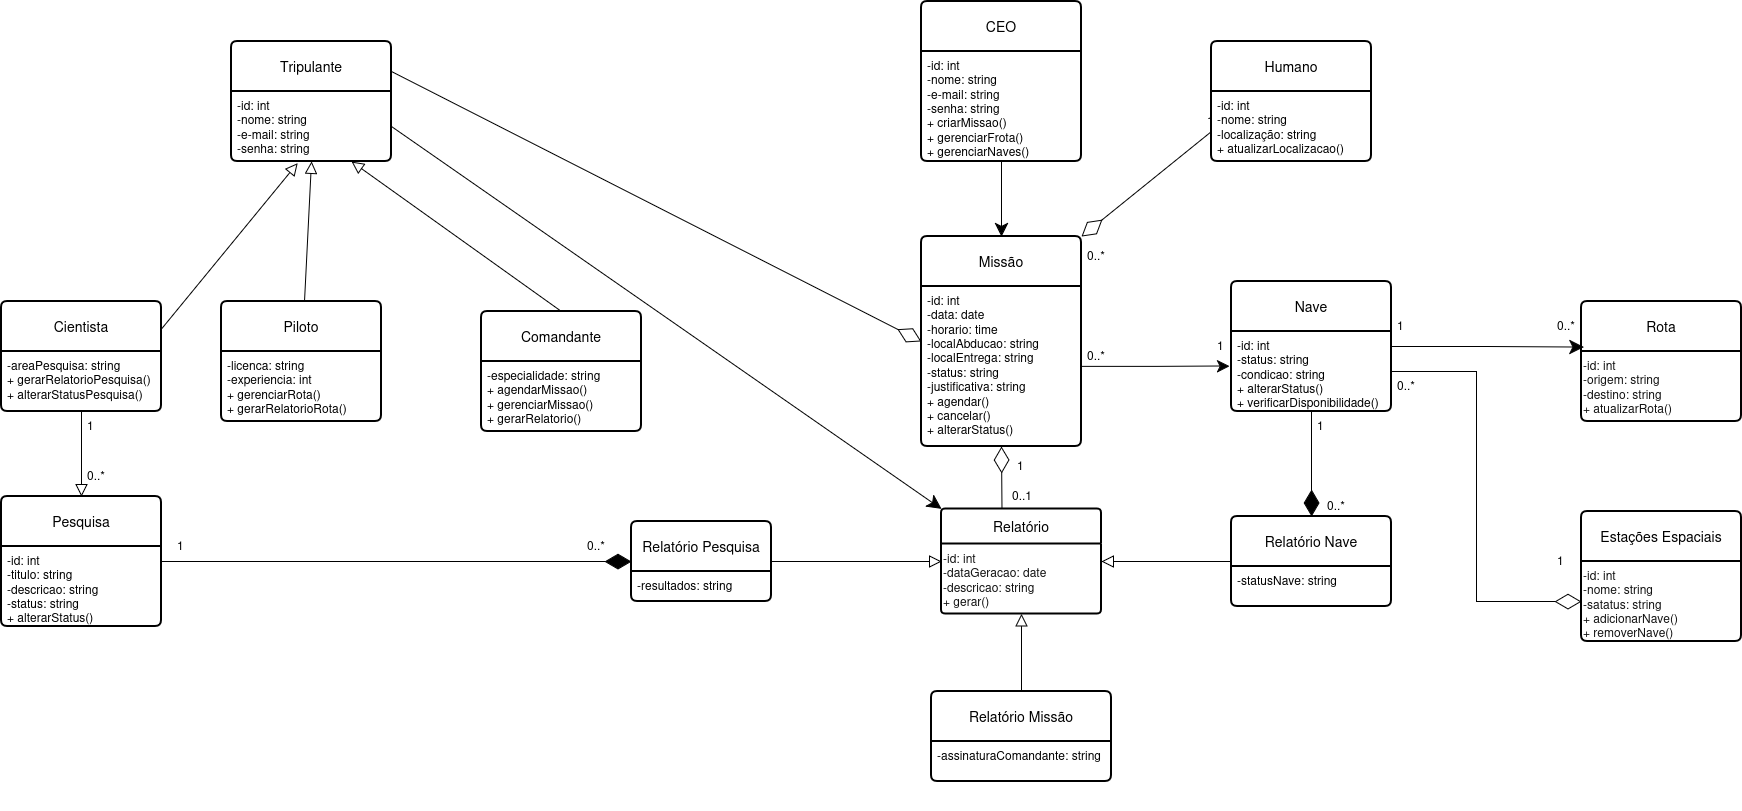 CEO
-id: int
-nome: string
-e-mail: string
-senha: string
+ criarMissao()
+ gerenciarFrota()
+ gerenciarNaves()
Tripulante
-id: int
-nome: string
-e-mail: string
-senha: string
Humano
-id: int
-nome: string
-localização: string
+ atualizarLocalizacao()
0..*
Missão
-id: int
-data: date
-horario: time
-localAbducao: string
-localEntrega: string
-status: string
-justificativa: string
+ agendar()
+ cancelar()
+ alterarStatus()
0..*
1
Nave
-id: int
-status: string
-condicao: string
+ alterarStatus()
+ verificarDisponibilidade()
1
0..*
0..*
Rota
-id: int
-origem: string
-destino: string
+ atualizarRota()
Cientista
-areaPesquisa: string
+ gerarRelatorioPesquisa()
+ alterarStatusPesquisa()
Piloto
-licenca: string
-experiencia: int
+ gerenciarRota()
+ gerarRelatorioRota()
Comandante
-especialidade: string
+ agendarMissao()
+ gerenciarMissao()
+ gerarRelatorio()
1
0..*
1
0..1
1
0..*
Pesquisa
-id: int
-titulo: string
-descricao: string
-status: string
+ alterarStatus()
1
0..*
Relatório Pesquisa
-resultados: string
Relatório
-id: int
-dataGeracao: date
-descricao: string
+ gerar()
Relatório Nave
-statusNave: string
1
Estações Espaciais
-id: int
-nome: string
-satatus: string
+ adicionarNave()
+ removerNave()
Relatório Missão
-assinaturaComandante: string